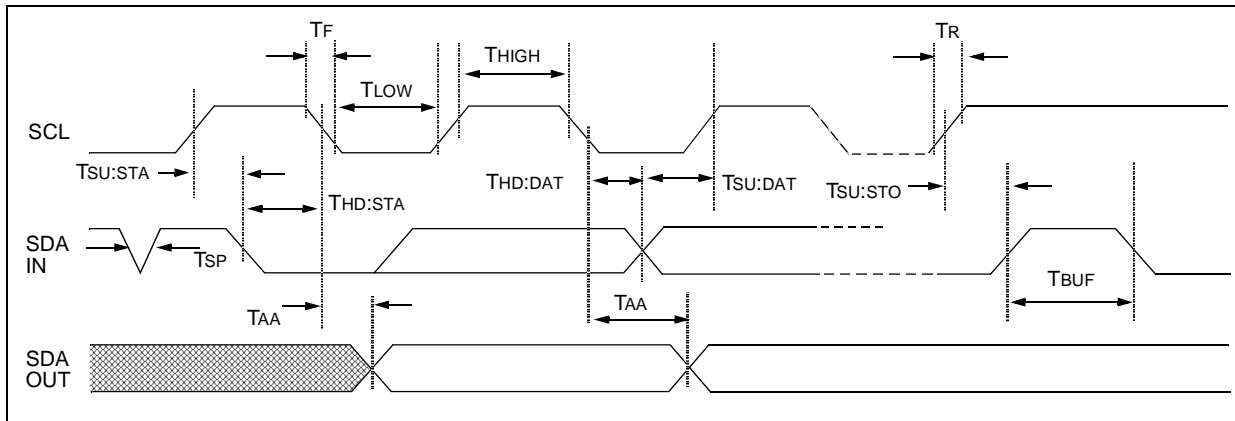 TF
THIGH
TR
TLOW
SCL
TSU:STA
THD:STA
THD:DAT
TSU:DAT
TSU:STO
SDA
IN
TSP
TBUF
TAA
TAA
SDA
OUT